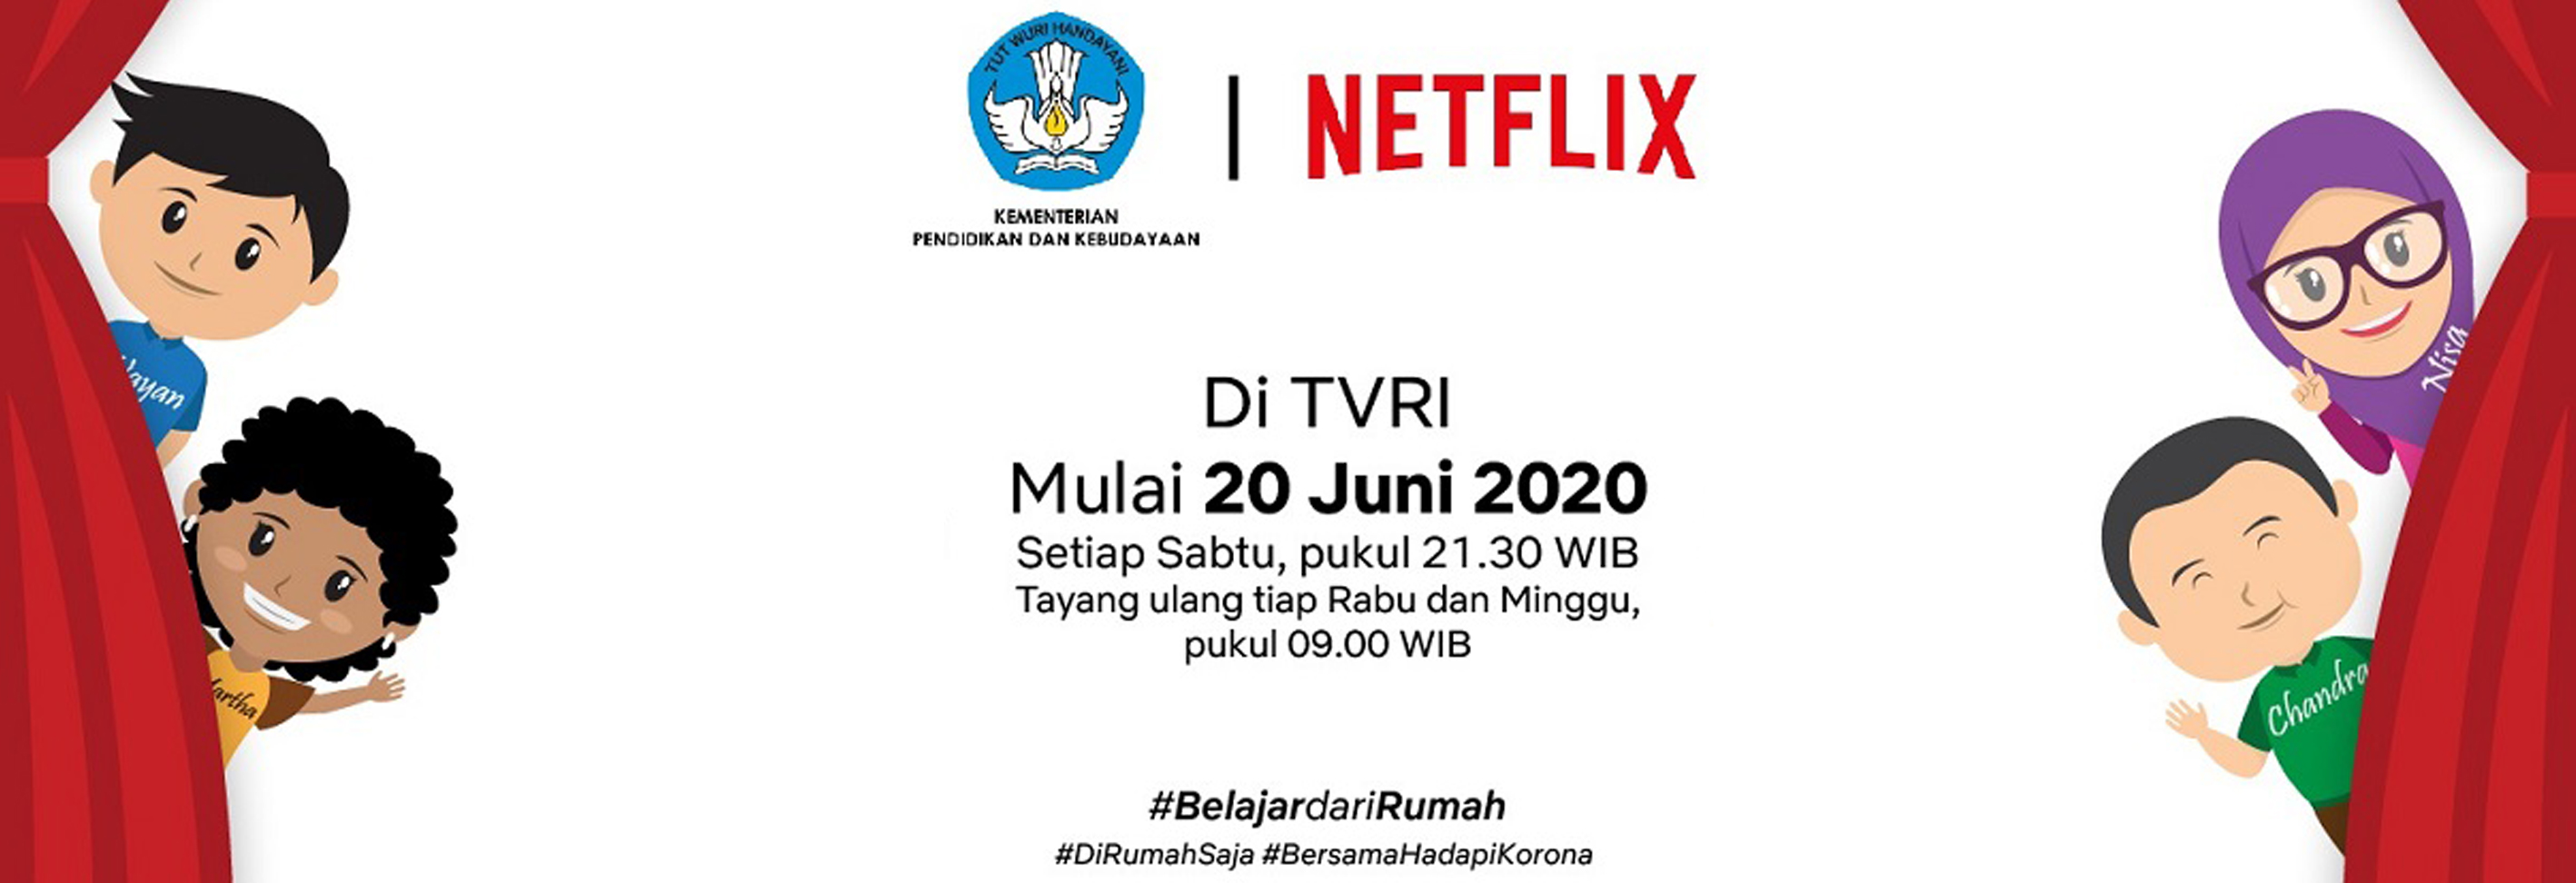 TUT WURI HANDAYANI
KEMENTERIAN
PENDIDIKAN DAN KEBUDAYAAN
NETFLIX
Di TVRI
Mulai 20 Juni 2020
Setiap Sabtu, pukul 21.30 WIB
Tayang ulang tiap Rabu dan Minggu,
pukul 09.00 WIB
#BelajardariRumah
#DiRumahSaja #BersamaHadapiKorona
Nisa
Chandra